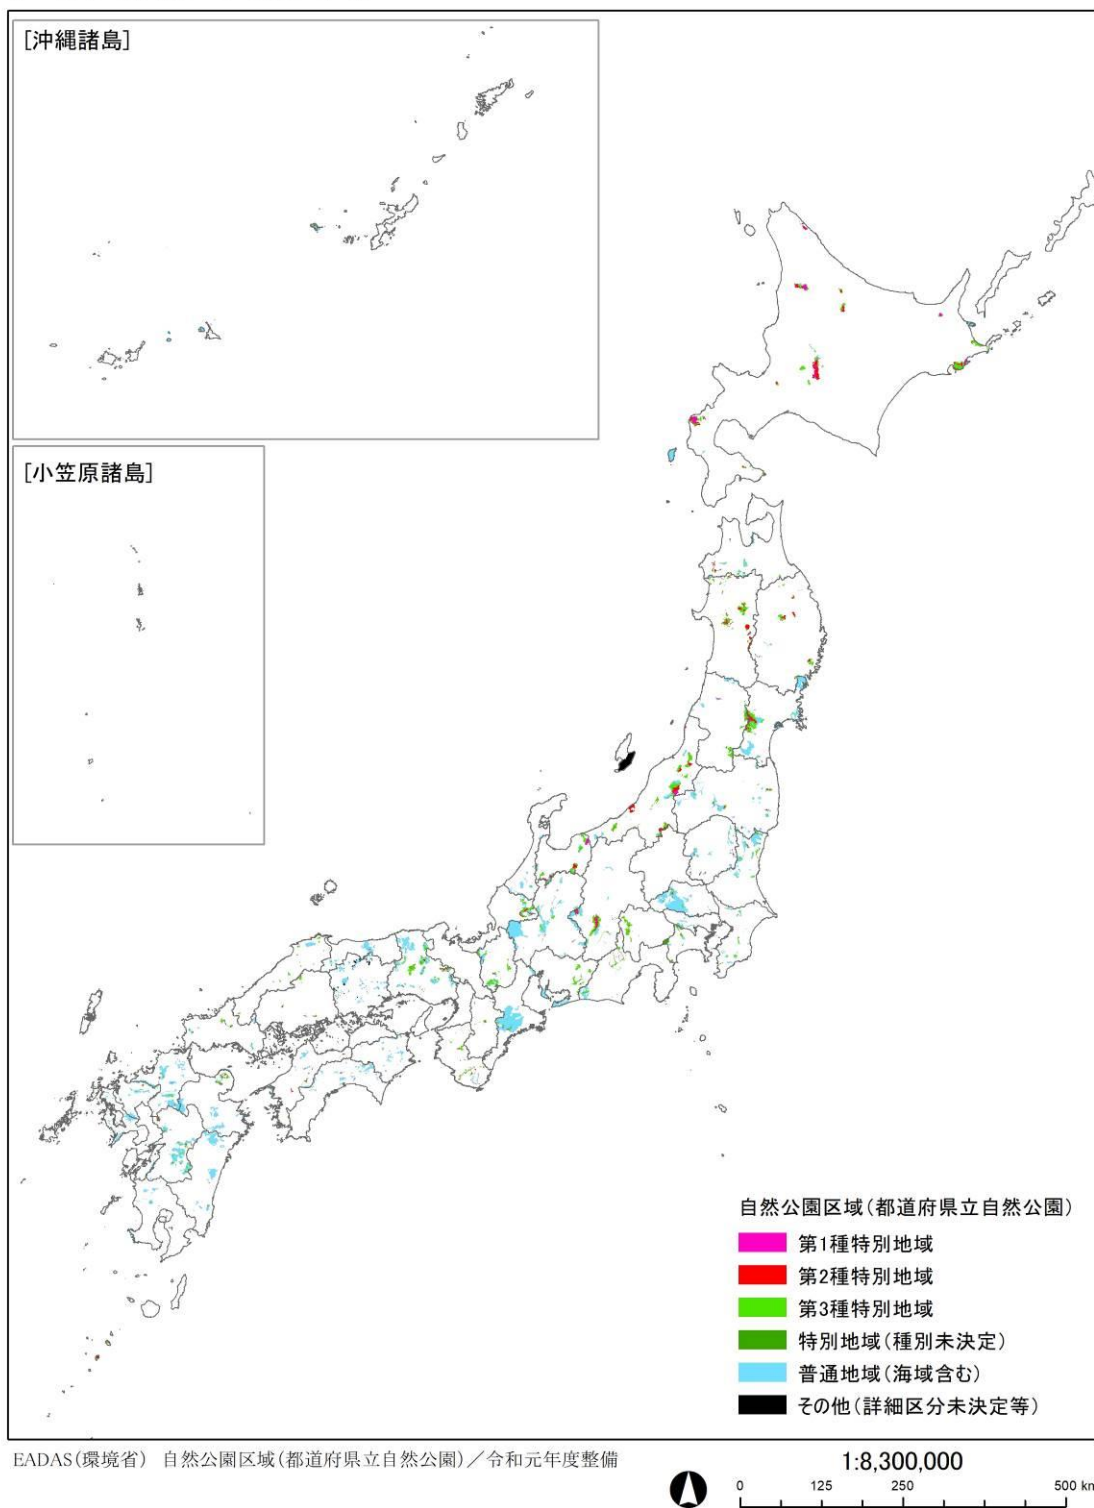 [沖縄諸島]
[小笠原諸島]
自然公園区域(都道府県立自然公園)
第1種特別地域
第2種特別地域
第3種特別地域
特別地域(種別未決定)
普通地域(海域含む)
その他(詳細区分未決定等)
EADAS(環境省) 自然公園区域(都道府県立自然公園)/令和元年度整備
1:8,300,000
0 125 250 500 km